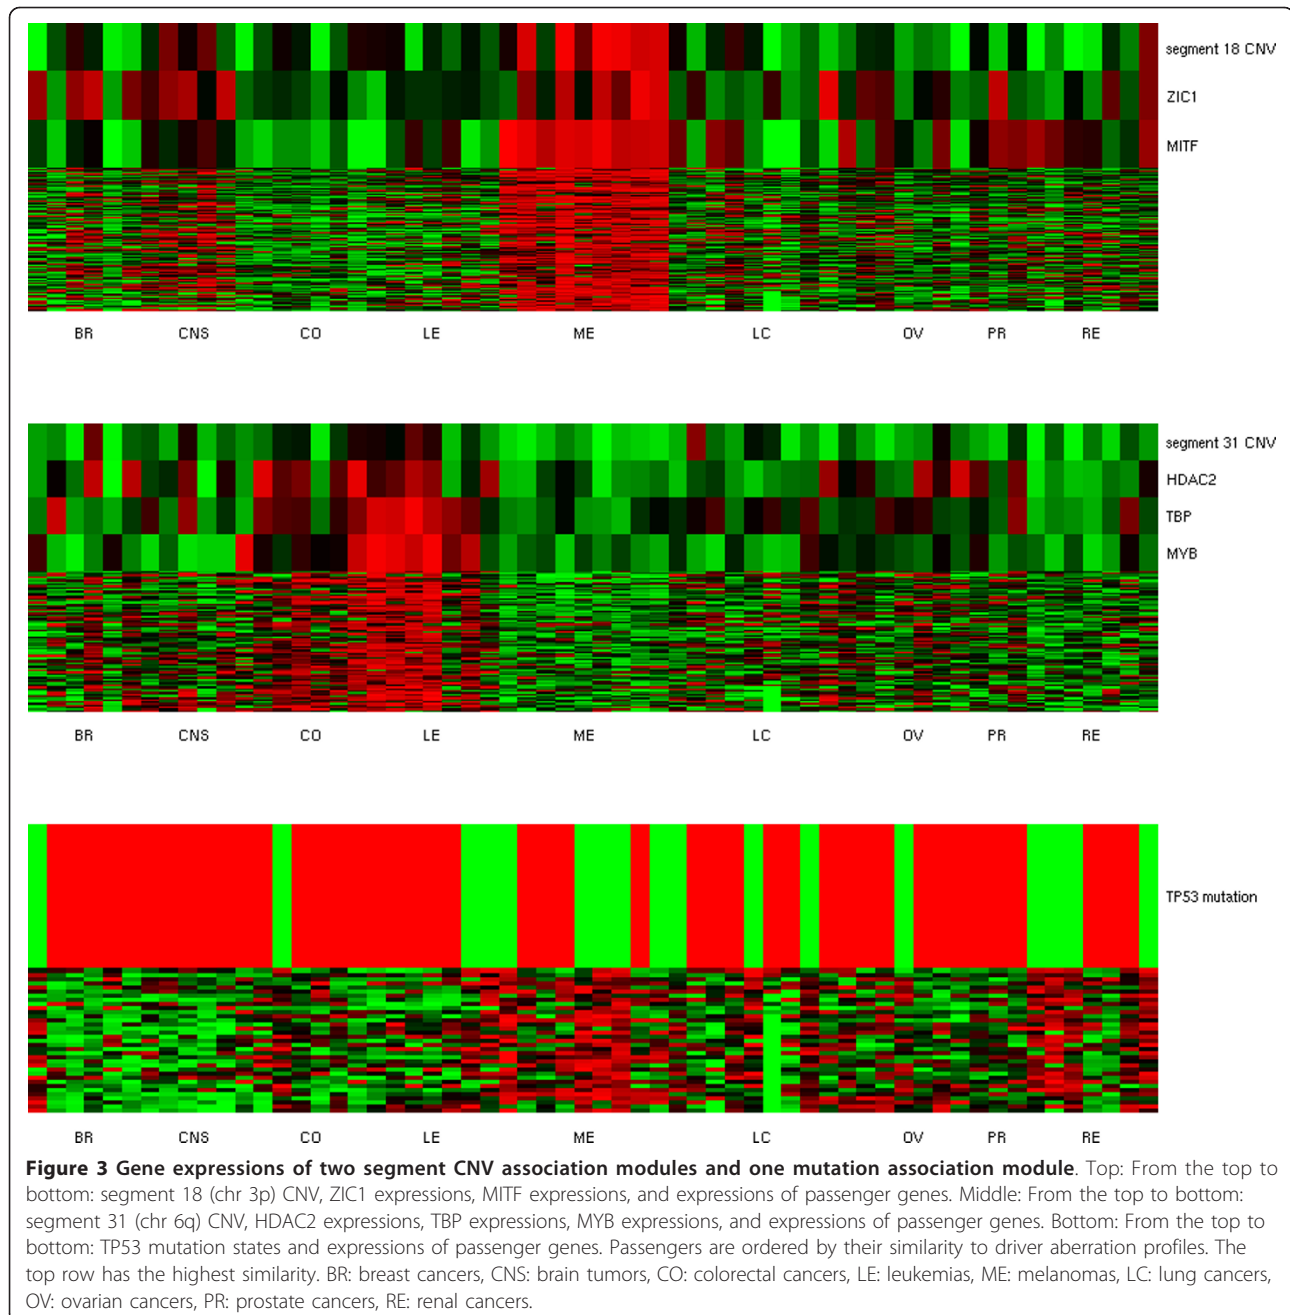 segment 18 CNV
ZIC1
MITF
BR CNS CO LE ME LC OV PR RE
segment 31 CNV
HDAC2
TBP
MYB
BR CNS CO LE ME LC OV PR RE
TP53 mutation
BR CNS CO LE ME LC OV PR RE
Figure 3 Gene expressions of two segment CNV association modules and one mutation association module. Top: From the top to
bottom: segment 18 (chr 3p) CNV, ZIC1 expressions, MITF expressions, and expressions of passenger genes. Middle: From the top to bottom:
segment 31 (chr 6q) CNV, HDAC2 expressions, TBP expressions, MYB expressions, and expressions of passenger genes. Bottom: From the top to
bottom: TP53 mutation states and expressions of passenger genes. Passengers are ordered by their similarity to driver aberration profiles. The
top row has the highest similarity. BR: breast cancers, CNS: brain tumors, CO: colorectal cancers, LE: leukemias, ME: melanomas, LC: lung cancers,
OV: ovarian cancers, PR: prostate cancers, RE: renal cancers.